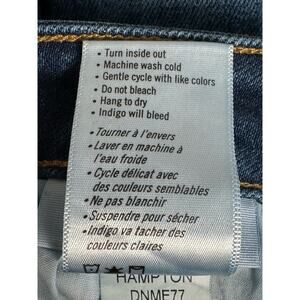 • Turn inside out
• Machine wash cold
• Gentle cycle with like colors
• Do not bleach
• Hang to dry
• Indigo will bleed
• Tourner à l'envers
• Laver en machine à
l'eau froide
• Cycle délicat avec
des couleurs semblables
• Ne pas blanchir
• Suspendre pour sécher
• Indigo va tacher des
couleurs claires
HAMPTON
DNME77